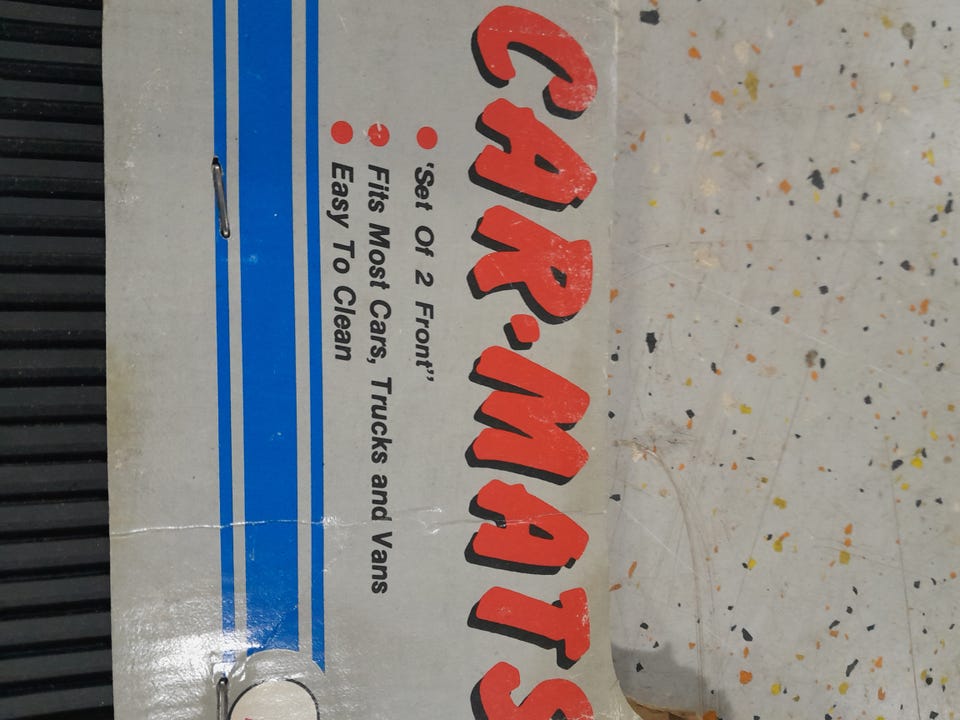 CAR·MATS
'Set Of 2 Front"
Fits Most Cars, Trucks and Vans
Easy To Clean